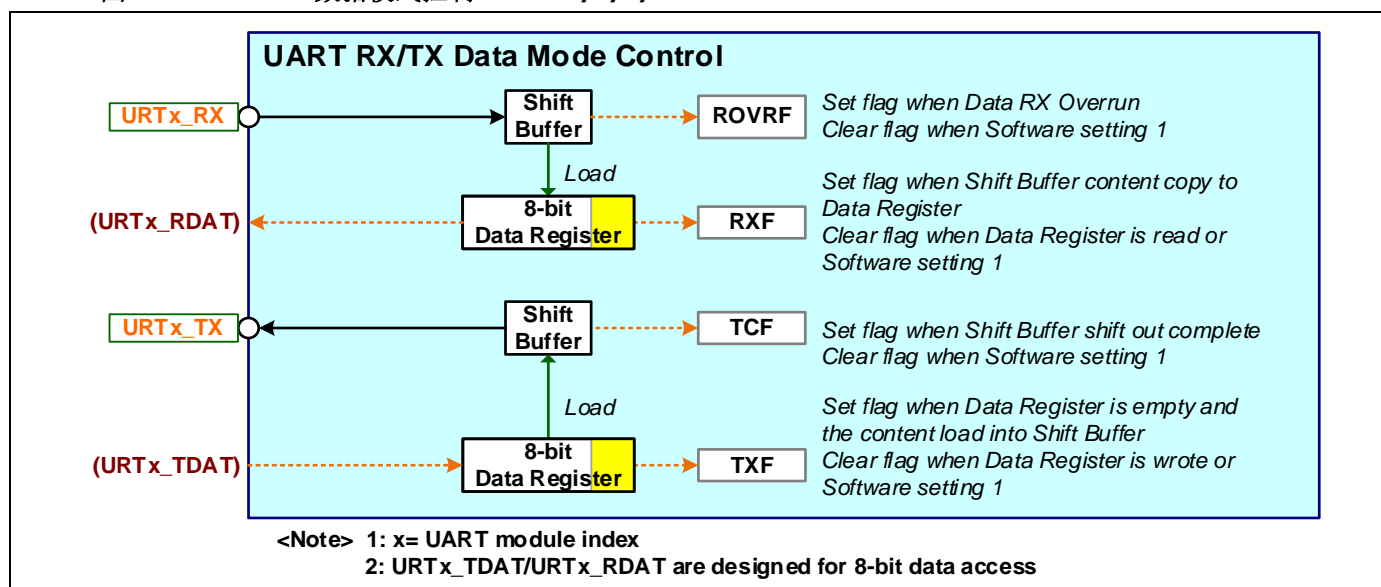 UART RX/TX Data Mode Control
URTx_RX
Shift
Buffer
ROVRF
Set flag when Data RX Overrun
Clear flag when Software setting 1
Load
(URTx_RDAT)
8-bit
Data Register
RXF
Set flag when Shift Buffer content copy to
Data Register
Clear flag when Data Register is read or
Software setting 1
URTx_TX
Shift
Buffer
TCF
Set flag when Shift Buffer shift out complete
Clear flag when Software setting 1
Load
(URTx_TDAT)
8-bit
Data Register
TXF
Set flag when Data Register is empty and
the content load into Shift Buffer
Clear flag when Data Register is wrote or
Software setting 1
<Note> 1: x= UART module index
2: URTx_TDAT/URTx_RDAT are designed for 8-bit data access